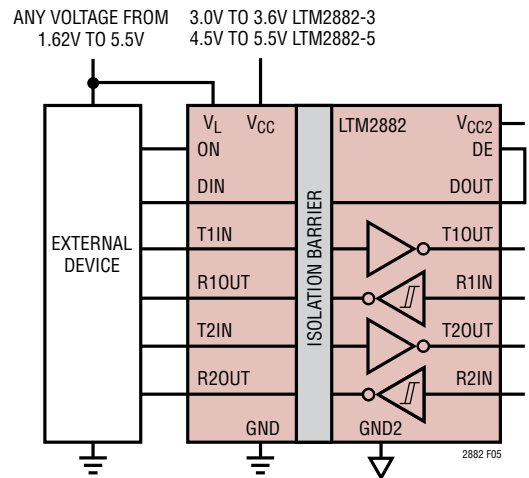 ANY VOLTAGE FROM
1.62V TO 5.5V
3.0V TO 3.6V LTM2882-3
4.5V TO 5.5V LTM2882-5
EXTERNAL
DEVICE
VL
VCC
LTM2882
VCC2
ON
DE
DIN
DOUT
T1IN
T1OUT
R1OUT
R1IN
T2IN
T2OUT
R2OUT
R2IN
ISOLATION BARRIER
GND
GND2
2882 F05